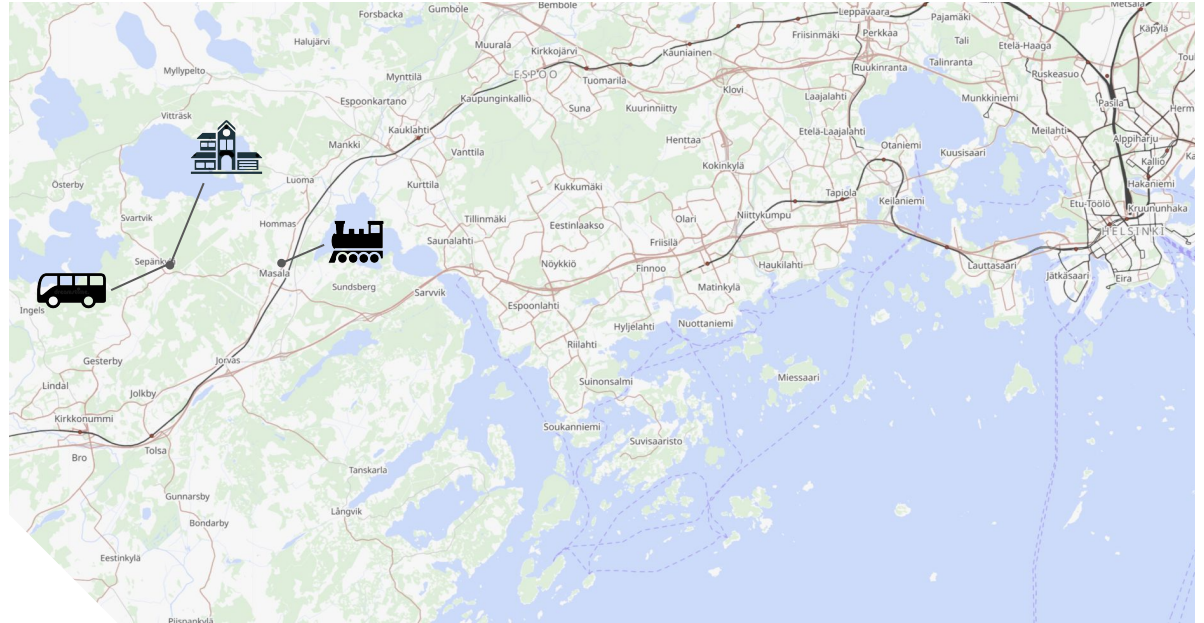 Gumböle
Bemböle
Metsälä
Forsbacka
Leppävaara
Pajamäki
Käpylä
Halujärvi
Muurala
Kirkkojärvi
Kauniainen
Friisinmäki
Perkkaa
Tali
Etelä-Haaga
Myllypelto
Mynttilä
ESPOO
Tuomarila
Ruukinranta
Talinranta
Ruskeasuo
Espoonkartano
Kaupunginkallio
Suna
Kuurinniitty
Klovi
Laajalahti
Munkkiniemi
Pasila
Vitträsk
Kauklahti
Henttaa
Etelä-Laajalahti
Meilahti
Alppiharju
Mankki
Vanttila
Kokinkylä
Otaniemi
Kuusisaari
Kallio
Österby
Luoma
Kurttila
Kukkumäki
Tapiola
Keilaniemi
Hakaniemi
Etu-Töölö
Kruununhaka
Svartvik
Hommas
Tillinmäki
Eestinlaakso
Olari
Niittykumpu
HELSINKI
Saunalahti
Friisilä
Sepänkylä
Masala
Nöykkiö
Finnoo
Haukilahti
Lauttasaari
Jätkäsaari
Eira
Sundsberg
Sarvvik
Matinkylä
Ingels
Espoonlahti
Hyljelahti
Nuottaniemi
Gesterby
Jorvas
Riilahti
Lindal
Jolkby
Suinonsalmi
Miessaari
Kirkkonummi
Soukanniemi
Bro
Tolsa
Suvisaaristo
Tanskarla
Gunnarsby
Långvik
Bondarby
Eestinkylä
Piispankylä